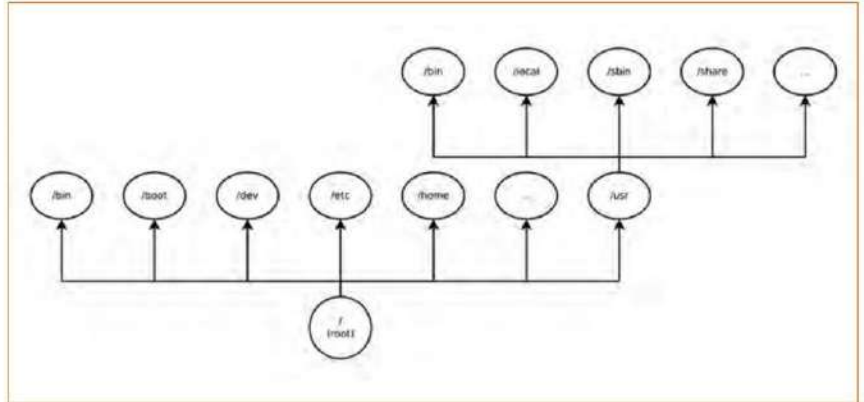 /bin /local /sbin /share ...
/bin /boot /dev /etc /home ... /usr
/
(root)